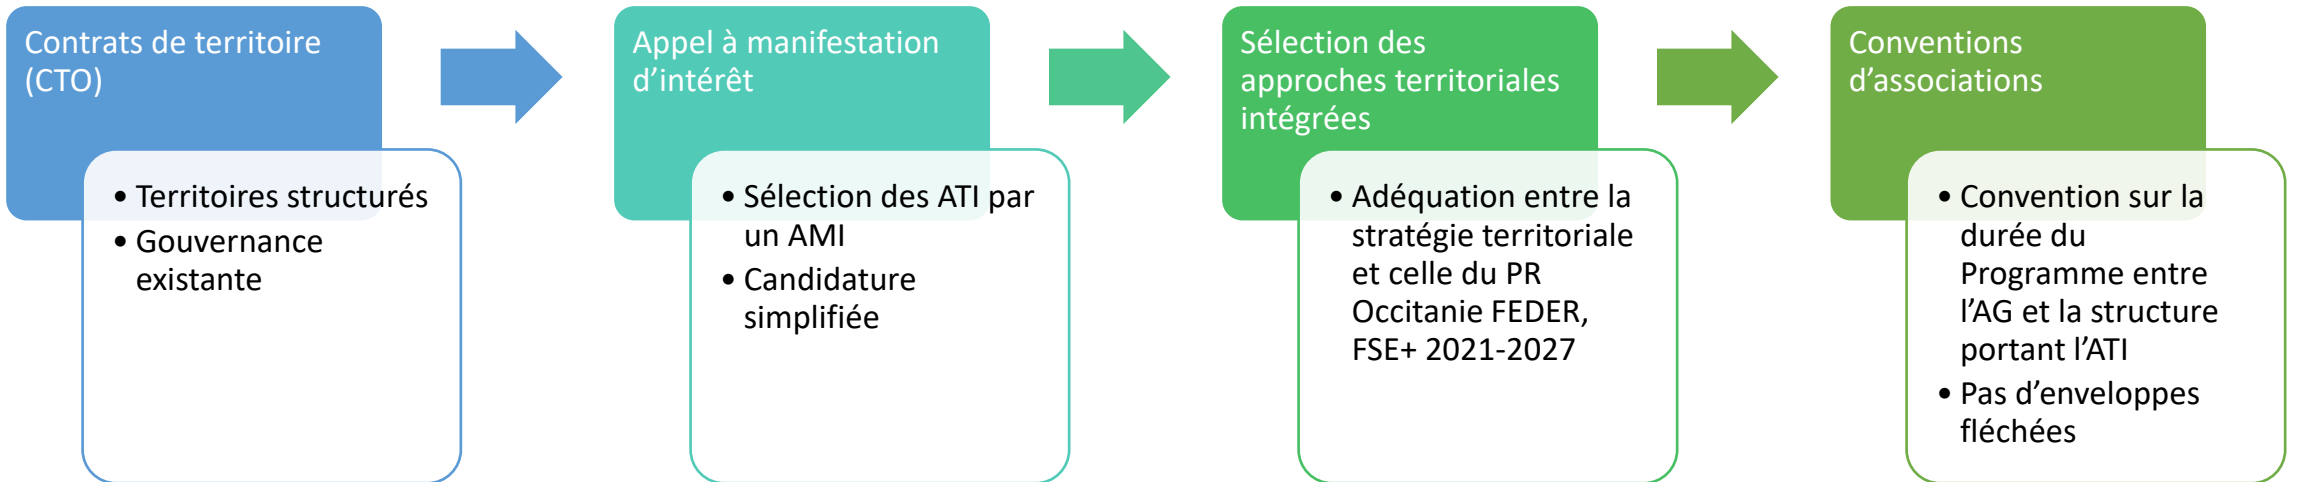 Contrats de territoire
(CTO)
• Territoires structurés
• Gouvernance
existante
Appel à manifestation
d’intérêt
• Sélection des ATI par
un AMI
• Candidature
simplifiée
Sélection des
approches territoriales
intégrées
• Adéquation entre la
stratégie territoriale
et celle du PR
Occitanie FEDER,
FSE+ 2021-2027
Conventions
d’associations
• Convention sur la
durée du
Programme entre
l’AG et la structure
portant l’ATI
• Pas d’enveloppes
fléchées